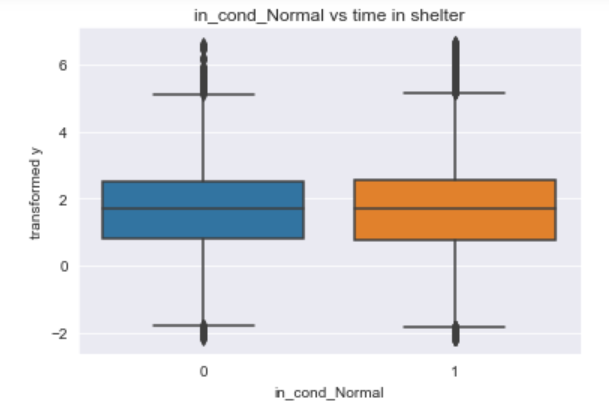 in_cond_Normal vs time in shelter
6
4
2
0
−2
transformed y
0 1
in_cond_Normal